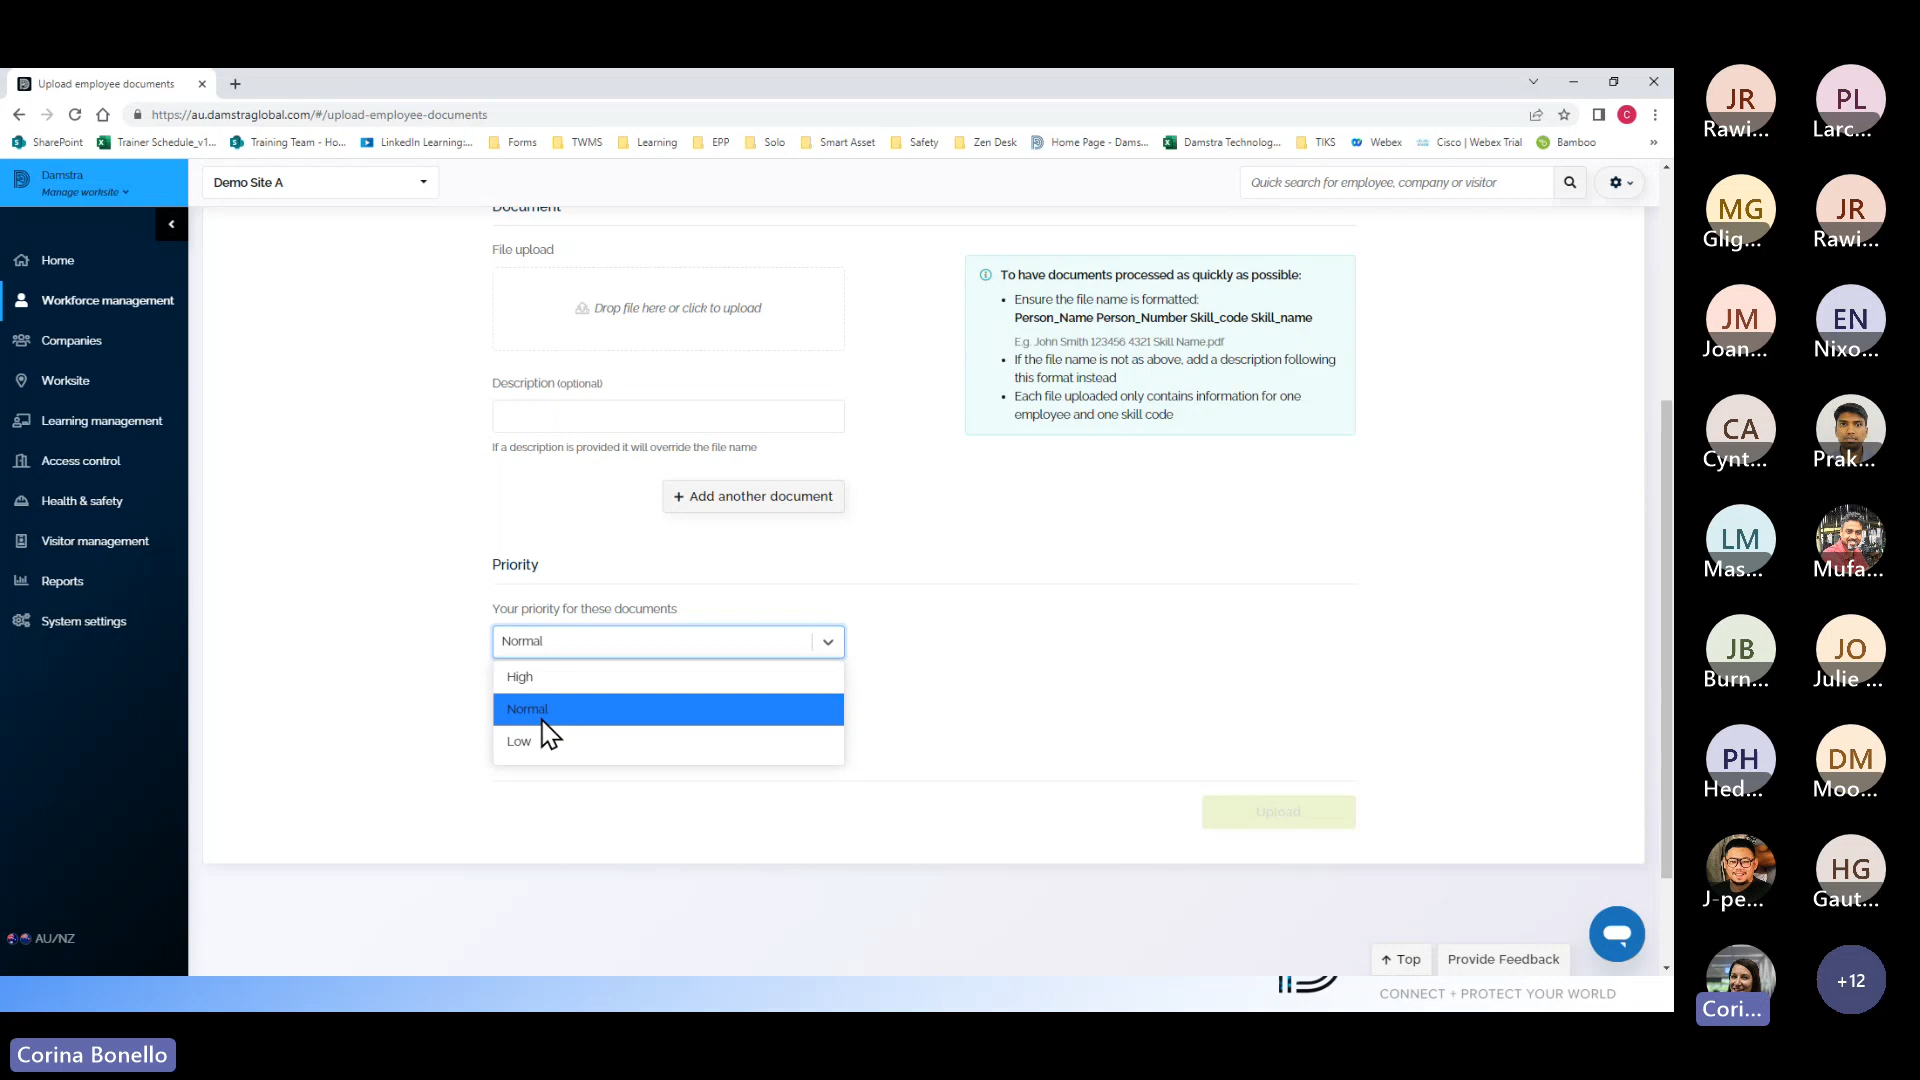 Upload employee documents
https://au.damstraglobal.com/#/upload-employee-documents
C
SharePoint
Trainer Schedule_v1...
Training Team - Ho...
LinkedIn Learning:...
Forms
TWMS
Learning
EPP
Solo
Smart Asset
Safety
Zen Desk
Home Page - Dams...
Damstra Technolog...
TIKS
Webex
Cisco | Webex Trial
Bamboo
»
Damstra
Manage worksite
Demo Site A
Quick search for employee, company or visitor
Home
Workforce management
Companies
Worksite
Learning management
Access control
Health & safety
Visitor management
Reports
System settings
AU/NZ
Document
File upload
Drop file here or click to upload
Description (optional)
If a description is provided it will override the file name
+ Add another document
To have documents processed as quickly as possible:
• Ensure the file name is formatted:
Person_Name Person_Number Skill_code Skill_name
E.g. John Smith 123456 4321 Skill Name.pdf
• If the file name is not as above, add a description following
this format instead
• Each file uploaded only contains information for one
employee and one skill code
Priority
Your priority for these documents
Normal
High
Normal
Low
Upload
Top
Provide Feedback
CONNECT + PROTECT YOUR WORLD
Corina Bonello
JR
Rawi...
PL
Larc...
MG
Glig...
JR
Rawi...
JM
Joan...
EN
Nixo...
CA
Cynt...
Prak...
LM
Mas...
Mufa...
JB
Burn...
JO
Julie ...
PH
Hed...
DM
Moo...
J-pe...
HG
Gaut...
Cori...
+12